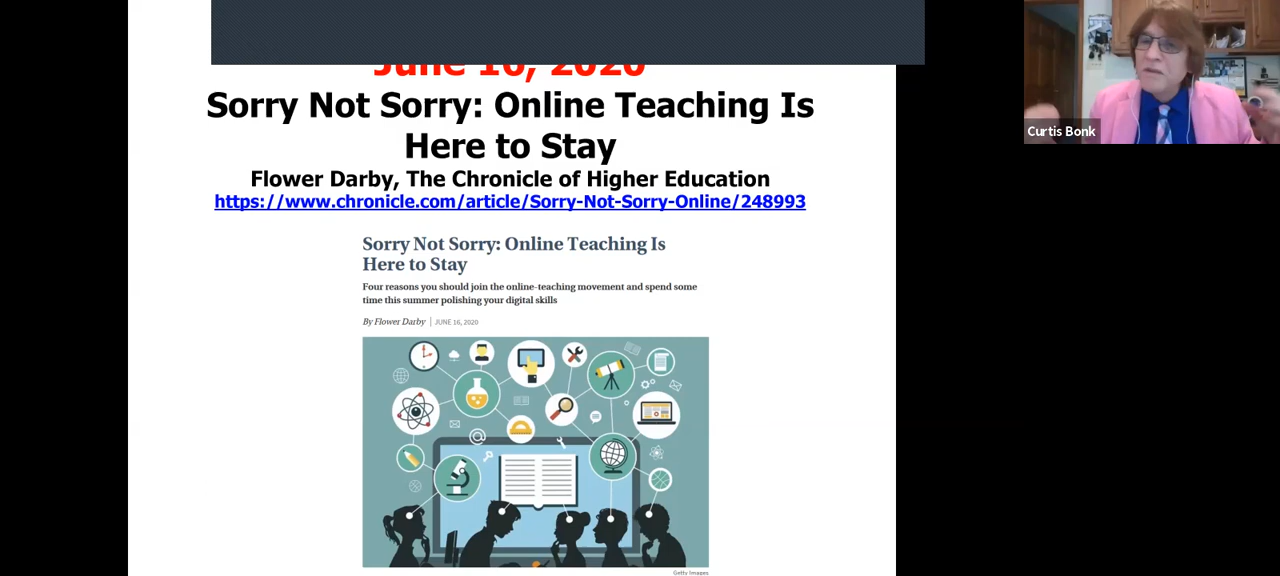 June 16, 2020
Sorry Not Sorry: Online Teaching Is
Here to Stay
Flower Darby, The Chronicle of Higher Education
https://www.chronicle.com/article/Sorry-Not-Sorry-Online/248993
Sorry Not Sorry: Online Teaching Is
Here to Stay
Four reasons you should join the online-teaching movement and spend some
time this summer polishing your digital skills
By Flower Darby | JUNE 16, 2020
@
Getty Images
Curtis Bonk